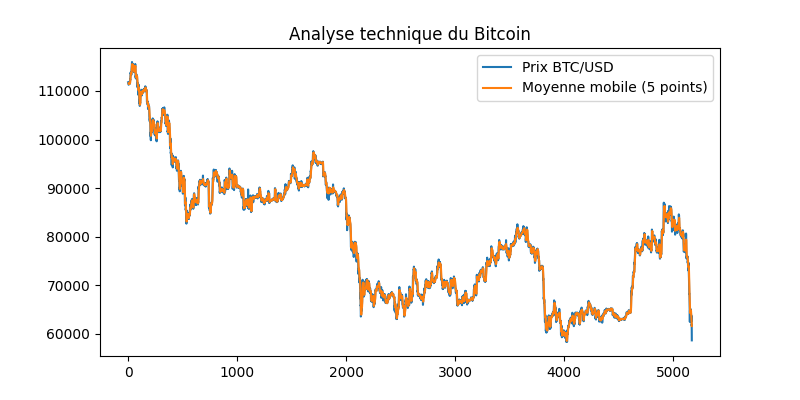 Analyse technique du Bitcoin
Prix BTC/USD
Moyenne mobile (5 points)
110000
100000
90000
80000
70000
60000
0 1000 2000 3000 4000 5000